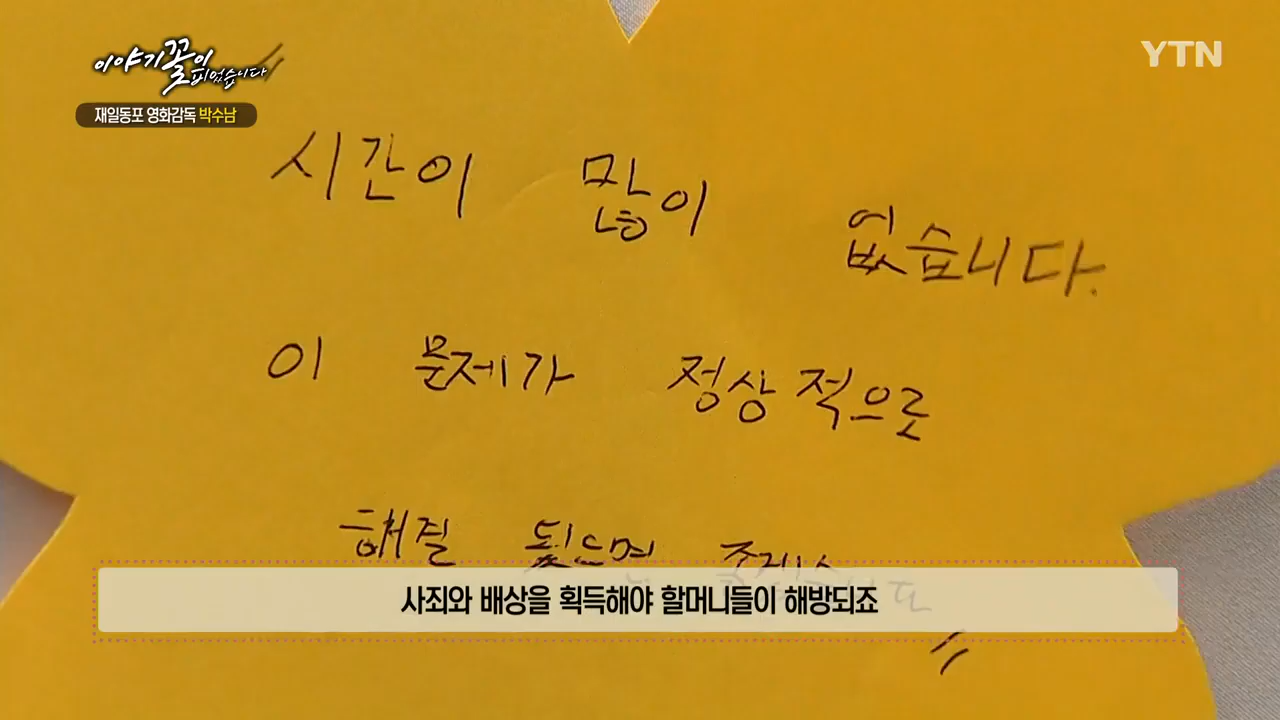 이야기꽃이
피었습니다
YTN
재일동포 영화감독 박수남
시간이 많이 없습니다.
이 문제가 정상적으로
해결 됬으면
사죄와 배상을 획득해야 할머니들이 해방되죠